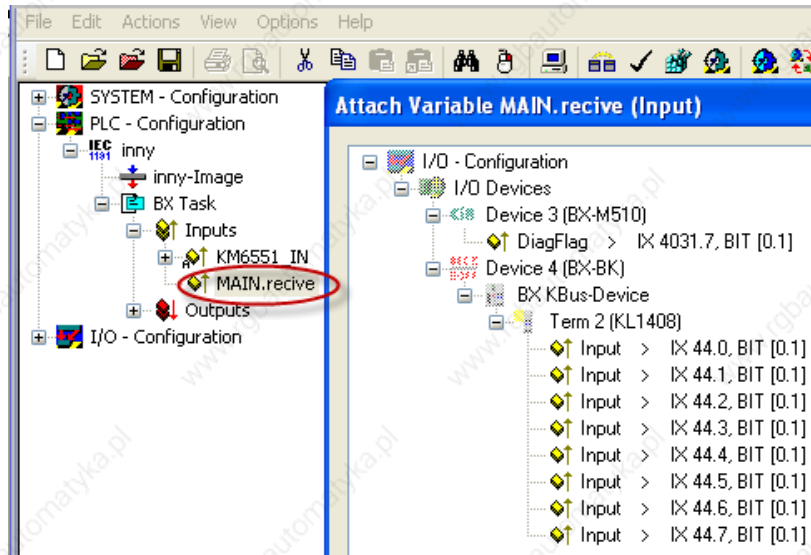 File Edit Actions View Options Help
SYSTEM - Configuration
PLC - Configuration
IEC
1131
inny
inny-Image
BX Task
Inputs
KM6551_IN
MAIN.recive
Outputs
I/O - Configuration
Attach Variable MAIN.recive (Input)
I/O - Configuration
I/O Devices
Device 3 (BX-M510)
DiagFlag > IX 4031.7, BIT [0.1]
Device 4 (BX-BK)
BX KBus-Device
Term 2 (KL1408)
Input > IX 44.0, BIT [0.1]
Input > IX 44.1, BIT [0.1]
Input > IX 44.2, BIT [0.1]
Input > IX 44.3, BIT [0.1]
Input > IX 44.4, BIT [0.1]
Input > IX 44.5, BIT [0.1]
Input > IX 44.6, BIT [0.1]
Input > IX 44.7, BIT [0.1]